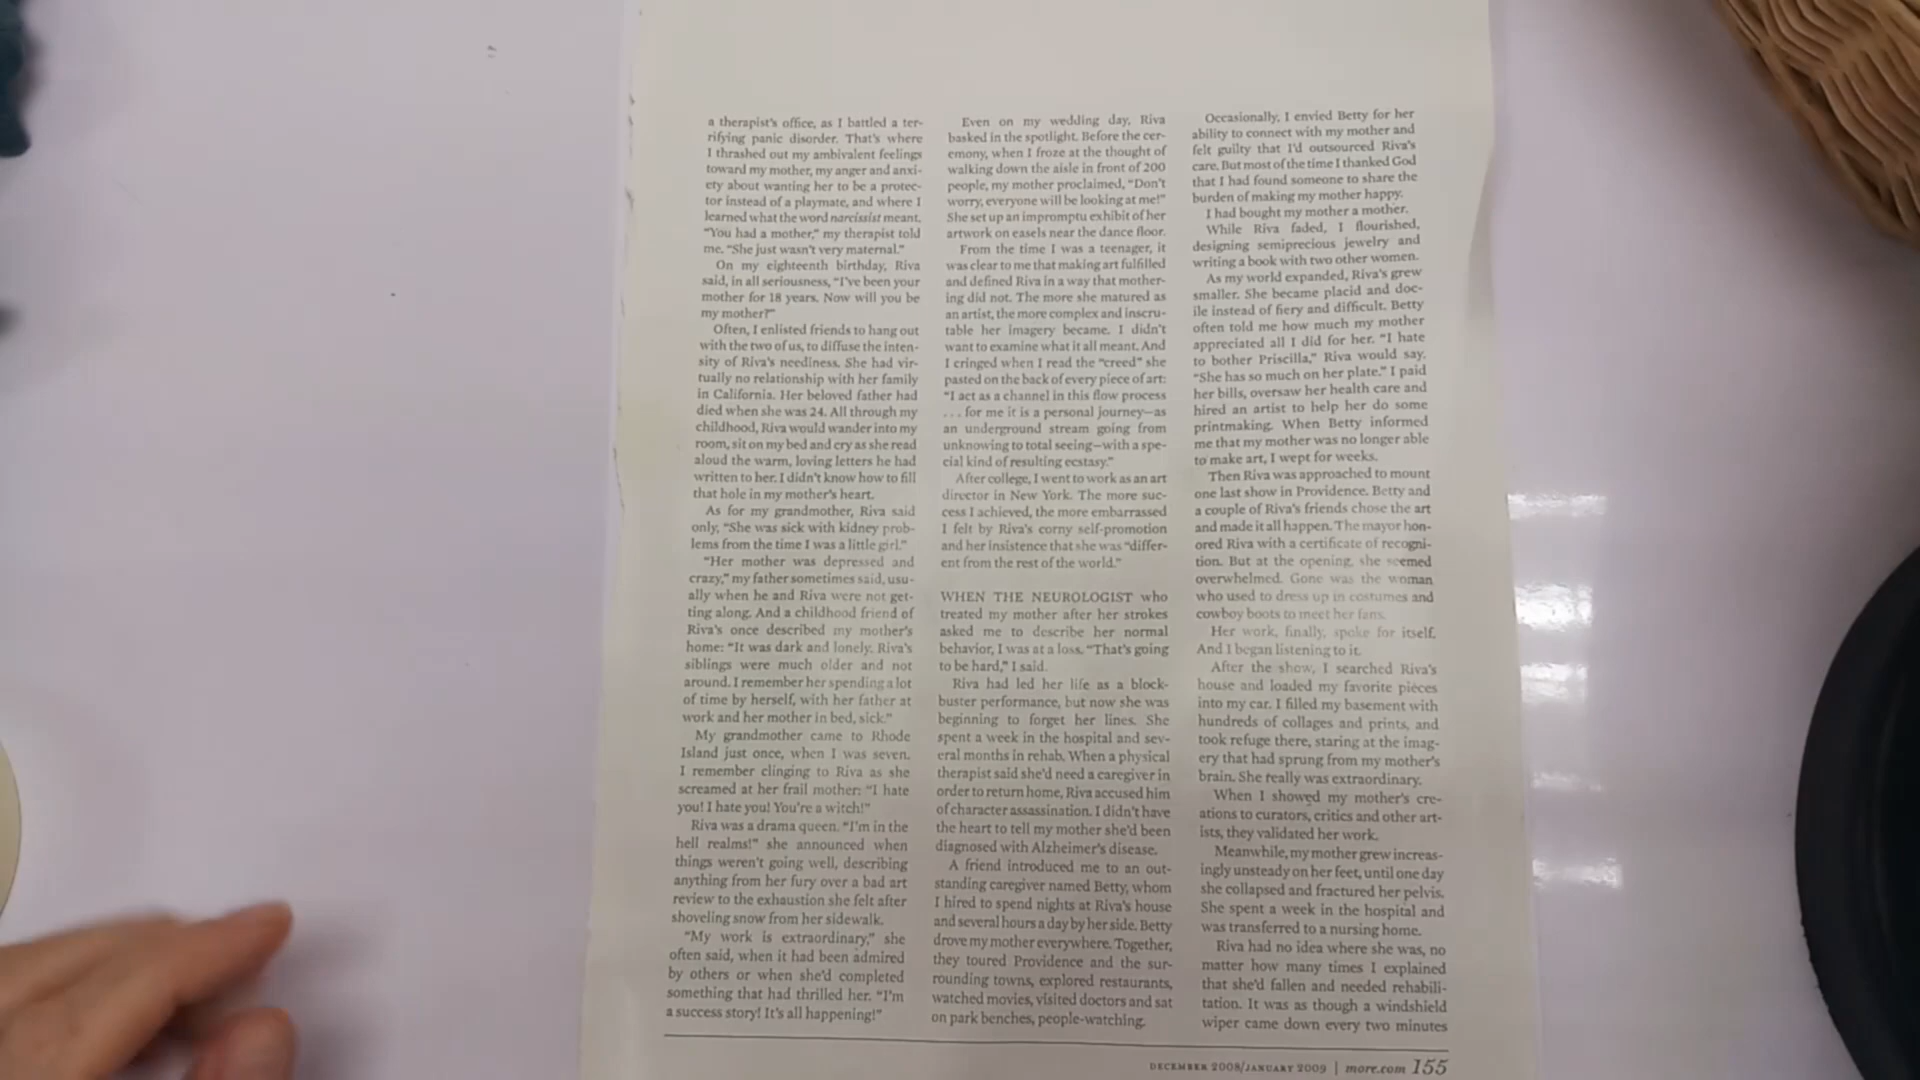 a therapist's office, as I battled a ter-
rifying panic disorder. That's where
I thrashed out my ambivalent feelings
toward my mother, my anger and anxi-
ety about wanting her to be a protec-
tor instead of a playmate, and where I
learned what the word narcissist meant.
"You had a mother," my therapist told
me. "She just wasn't very maternal."
On my eighteenth birthday, Riva
said, in all seriousness, "I've been your
mother for 18 years. Now will you be
my mother?"
Often, I enlisted friends to hang out
with the two of us, to diffuse the inten-
sity of Riva's neediness. She had vir-
tually no relationship with her family
in California. Her beloved father had
died when she was 24. All through my
childhood, Riva would wander into my
room, sit on my bed and cry as she read
aloud the warm, loving letters he had
written to her. I didn't know how to fill
that hole in my mother's heart.
As for my grandmother, Riva said
only, "She was sick with kidney prob-
lems from the time I was a little girl."
"Her mother was depressed and
crazy," my father sometimes said, usu-
ally when he and Riva were not get-
ting along. And a childhood friend of
Riva's once described my mother's
home: "It was dark and lonely. Riva's
siblings were much older and not
around. I remember her spending a lot
of time by herself, with her father at
work and her mother in bed, sick."
My grandmother came to Rhode
Island just once, when I was seven.
I remember clinging to Riva as she
screamed at her frail mother: "I hate
you! I hate you! You're a witch!"
Riva was a drama queen. "I'm in the
hell realms!" she announced when
things weren't going well, describing
anything from her fury over a bad art
review to the exhaustion she felt after
shoveling snow from her sidewalk.
"My work is extraordinary," she
often said, when it had been admired
by others or when she'd completed
something that had thrilled her. "I'm
a success story! It's all happening!"
Even on my wedding day, Riva
basked in the spotlight. Before the cer-
emony, when I froze at the thought of
walking down the aisle in front of 200
people, my mother proclaimed, "Don't
worry, everyone will be looking at me!"
She set up an impromptu exhibit of her
artwork on easels near the dance floor.
From the time I was a teenager, it
was clear to me that making art fulfilled
and defined Riva in a way that mother-
ing did not. The more she matured as
an artist, the more complex and inscru-
table her imagery became. I didn't
want to examine what it all meant. And
I cringed when I read the "creed" she
pasted on the back of every piece of art:
"I act as a channel in this flow process
. . . for me it is a personal journey—as
an underground stream going from
unknowing to total seeing—with a spe-
cial kind of resulting ecstasy."
After college, I went to work as an art
director in New York. The more suc-
cess I achieved, the more embarrassed
I felt by Riva's corny self-promotion
and her insistence that she was "differ-
ent from the rest of the world."
WHEN THE NEUROLOGIST who
treated my mother after her strokes
asked me to describe her normal
behavior, I was at a loss. "That's going
to be hard," I said.
Riva had led her life as a block-
buster performance, but now she was
beginning to forget her lines. She
spent a week in the hospital and sev-
eral months in rehab. When a physical
therapist said she'd need a caregiver in
order to return home, Riva accused him
of character assassination. I didn't have
the heart to tell my mother she'd been
diagnosed with Alzheimer's disease.
A friend introduced me to an out-
standing caregiver named Betty, whom
I hired to spend nights at Riva's house
and several hours a day by her side. Betty
drove my mother everywhere. Together,
they toured Providence and the sur-
rounding towns, explored restaurants,
watched movies, visited doctors and sat
on park benches, people-watching.
Occasionally, I envied Betty for her
ability to connect with my mother and
felt guilty that I'd outsourced Riva's
care. But most of the time I thanked God
that I had found someone to share the
burden of making my mother happy.
I had bought my mother a mother.
While Riva faded, I flourished,
designing semiprecious jewelry and
writing a book with two other women.
As my world expanded, Riva's grew
smaller. She became placid and doc-
ile instead of fiery and difficult. Betty
often told me how much my mother
appreciated all I did for her. "I hate
to bother Priscilla," Riva would say.
"She has so much on her plate." I paid
her bills, oversaw her health care and
hired an artist to help her do some
printmaking. When Betty informed
me that my mother was no longer able
to make art, I wept for weeks.
Then Riva was approached to mount
one last show in Providence. Betty and
a couple of Riva's friends chose the art
and made it all happen. The mayor hon-
ored Riva with a certificate of recogni-
tion. But at the opening, she seemed
overwhelmed. Gone was the woman
who used to dress up in costumes and
cowboy boots to meet her fans.
Her work, finally, spoke for itself.
And I began listening to it.
After the show, I searched Riva's
house and loaded my favorite pieces
into my car. I filled my basement with
hundreds of collages and prints, and
took refuge there, staring at the imag-
ery that had sprung from my mother's
brain. She really was extraordinary.
When I showed my mother's cre-
ations to curators, critics and other art-
ists, they validated her work.
Meanwhile, my mother grew increas-
ingly unsteady on her feet, until one day
she collapsed and fractured her pelvis.
She spent a week in the hospital and
was transferred to a nursing home.
Riva had no idea where she was, no
matter how many times I explained
that she'd fallen and needed rehabili-
tation. It was as though a windshield
wiper came down every two minutes
DECEMBER 2008/JANUARY 2009 | more.com 155